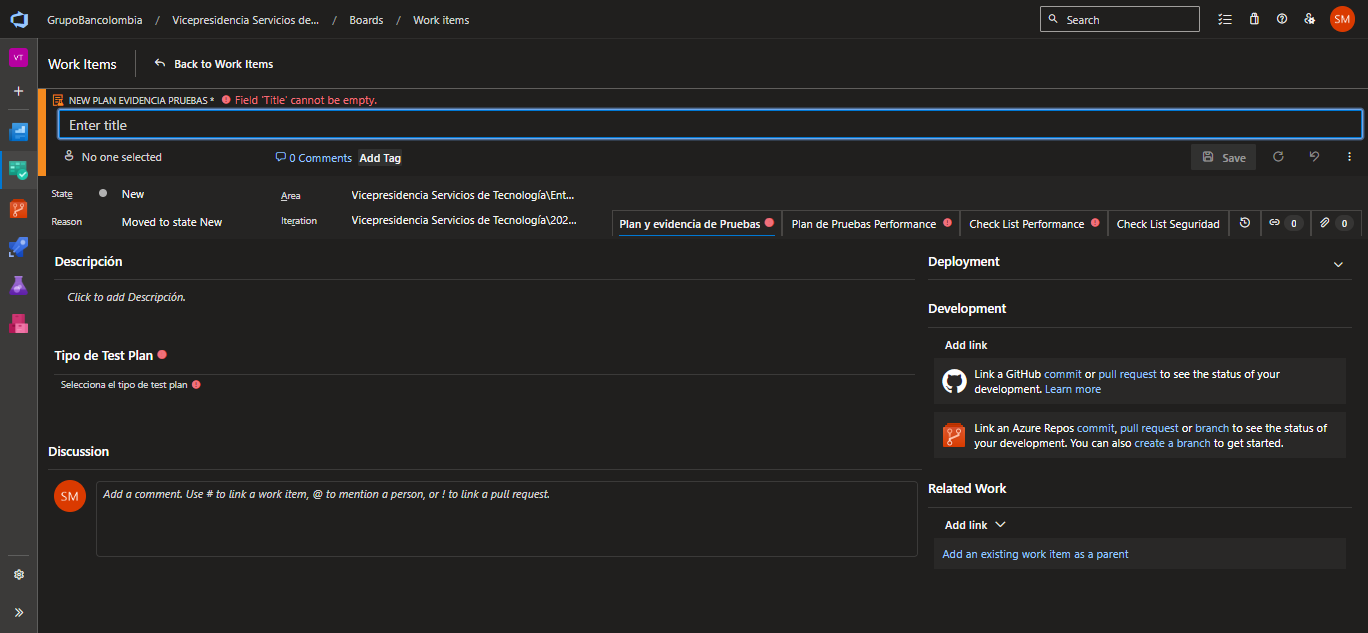 GrupoBancolombia / Vicepresidencia Servicios de... / Boards / Work items
Search
SM
VT
Work Items
Back to Work Items
NEW PLAN EVIDENCIA PRUEBAS * Field 'Title' cannot be empty.
Enter title
No one selected
0 Comments
Add Tag
Save
State
New
Area
Vicepresidencia Servicios de Tecnología\Ent...
Reason
Moved to state New
Iteration
Vicepresidencia Servicios de Tecnología\202...
Plan y evidencia de Pruebas
Plan de Pruebas Performance
Check List Performance
Check List Seguridad
0
0
Descripción
Click to add Descripción.
Tipo de Test Plan
Selecciona el tipo de test plan
Discussion
SM
Add a comment. Use # to link a work item, @ to mention a person, or ! to link a pull request.
Deployment
Development
Add link
Link a GitHub commit or pull request to see the status of your
development. Learn more
Link an Azure Repos commit, pull request or branch to see the status of
your development. You can also create a branch to get started.
Related Work
Add link
Add an existing work item as a parent